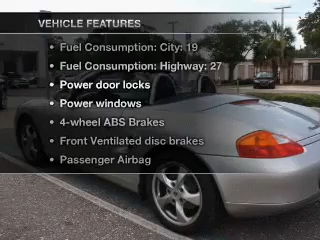 VEHICLE FEATURES
• Fuel Consumption: City: 19
• Fuel Consumption: Highway: 27
• Power door locks
• Power windows
• 4-wheel ABS Brakes
• Front Ventilated disc brakes
• Passenger Airbag